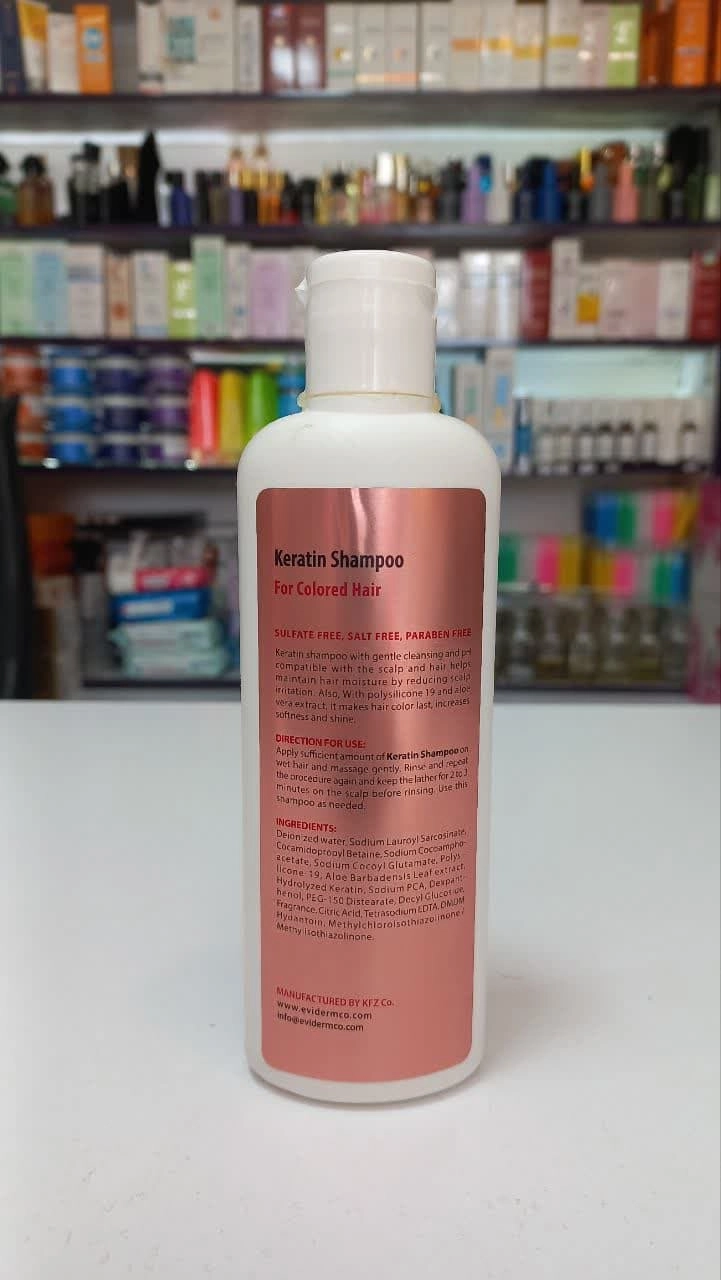 Keratin Shampoo
For Colored Hair
SULFATE FREE, SALT FREE, PARABEN FREE
Keratin shampoo with gentle cleansing and pH
compatible with the scalp and hair helps
maintain hair moisture by reducing scalp
irritation. Also, With polysilicone 19 and aloe
vera extract, it makes hair color last, increases
softness and shine.
DIRECTION FOR USE:
Apply sufficient amount of Keratin Shampoo on
wet hair and massage gently. Rinse and repeat
the procedure again and keep the lather for 2 to 3
minutes on the scalp before rinsing. Use this
shampoo as needed.
INGREDIENTS:
Deionized water, Sodium Lauroyl Sarcosinate,
Cocamidopropyl Betaine, Sodium Cocoampho-
acetate, Sodium Cocoyl Glutamate, Polys-
ilicone 19, Aloe Barbadensis Leaf extract,
Hydrolyzed Keratin, Sodium PCA, Dexpant-
henol, PEG-150 Distearate, Decyl Glucoside,
Fragrance, Citric Acid, Tetrasodium EDTA, DMDM
Hydantoin, Methylchloroisothiazolinone /
Methylisothiazolinone.
MANUFACTURED BY KFZ Co.
www.evidermco.com
info@evidermco.com